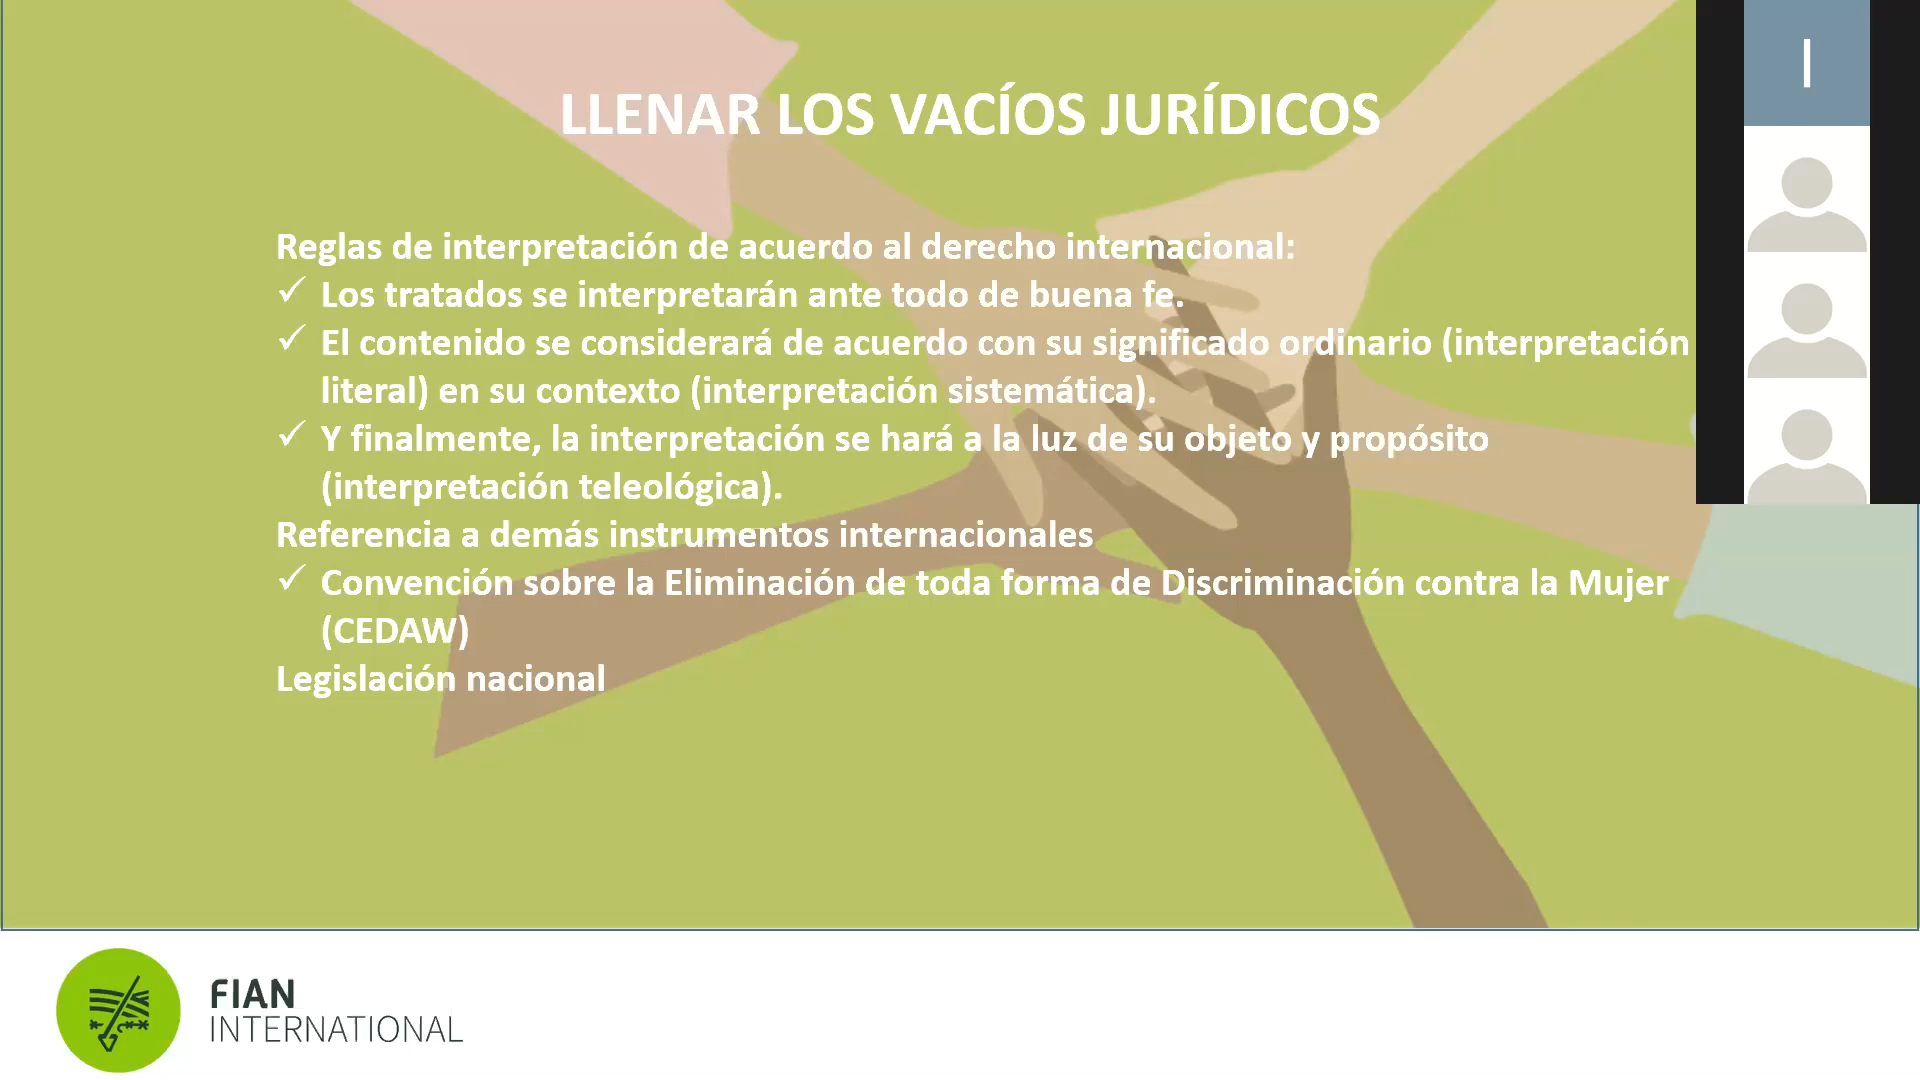 LLENAR LOS VACÍOS JURÍDICOS
I
Reglas de interpretación de acuerdo al derecho internacional:
✓ Los tratados se interpretarán ante todo de buena fe.
✓ El contenido se considerará de acuerdo con su significado ordinario (interpretación
literal) en su contexto (interpretación sistemática).
✓ Y finalmente, la interpretación se hará a la luz de su objeto y propósito
(interpretación teleológica).
Referencia a demás instrumentos internacionales
✓ Convención sobre la Eliminación de toda forma de Discriminación contra la Mujer
(CEDAW)
Legislación nacional
FIAN
INTERNATIONAL